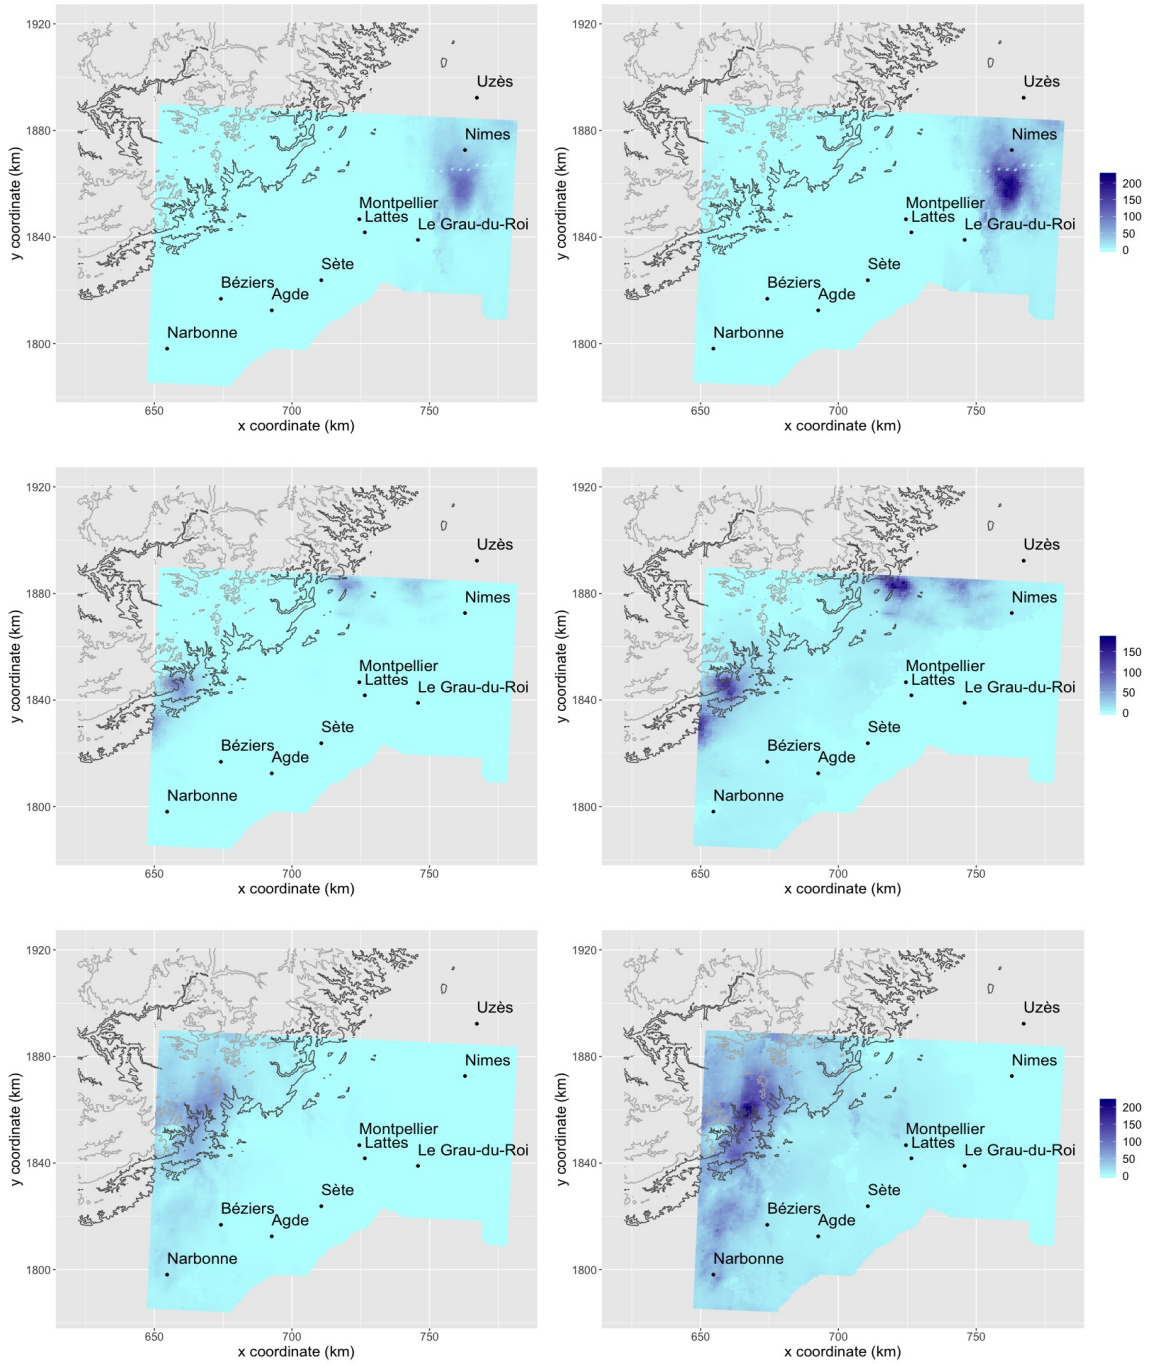 1920
Uzès
1880
Nimes
Montpellier
Lattes
Le Grau-du-Roi
1840
Sète
Béziers
Agde
Narbonne
1800
650
700
750
x coordinate (km)
y coordinate (km)
1920
Uzès
1880
Nimes
Montpellier
Lattes
Le Grau-du-Roi
1840
Sète
Béziers
Agde
Narbonne
1800
650
700
750
x coordinate (km)
y coordinate (km)
200
150
100
50
0
1920
Uzès
1880
Nimes
Montpellier
Lattes
Le Grau-du-Roi
1840
Sète
Béziers
Agde
Narbonne
1800
650
700
750
x coordinate (km)
y coordinate (km)
1920
Uzès
1880
Nimes
Montpellier
Lattes
Le Grau-du-Roi
1840
Sète
Béziers
Agde
Narbonne
1800
650
700
750
x coordinate (km)
y coordinate (km)
150
100
50
0
1920
Uzès
1880
Nimes
Montpellier
Lattes
Le Grau-du-Roi
1840
Sète
Béziers
Agde
Narbonne
1800
650
700
750
x coordinate (km)
y coordinate (km)
1920
Uzès
1880
Nimes
Montpellier
Lattes
Le Grau-du-Roi
1840
Sète
Béziers
Agde
Narbonne
1800
650
700
750
x coordinate (km)
y coordinate (km)
200
150
100
50
0